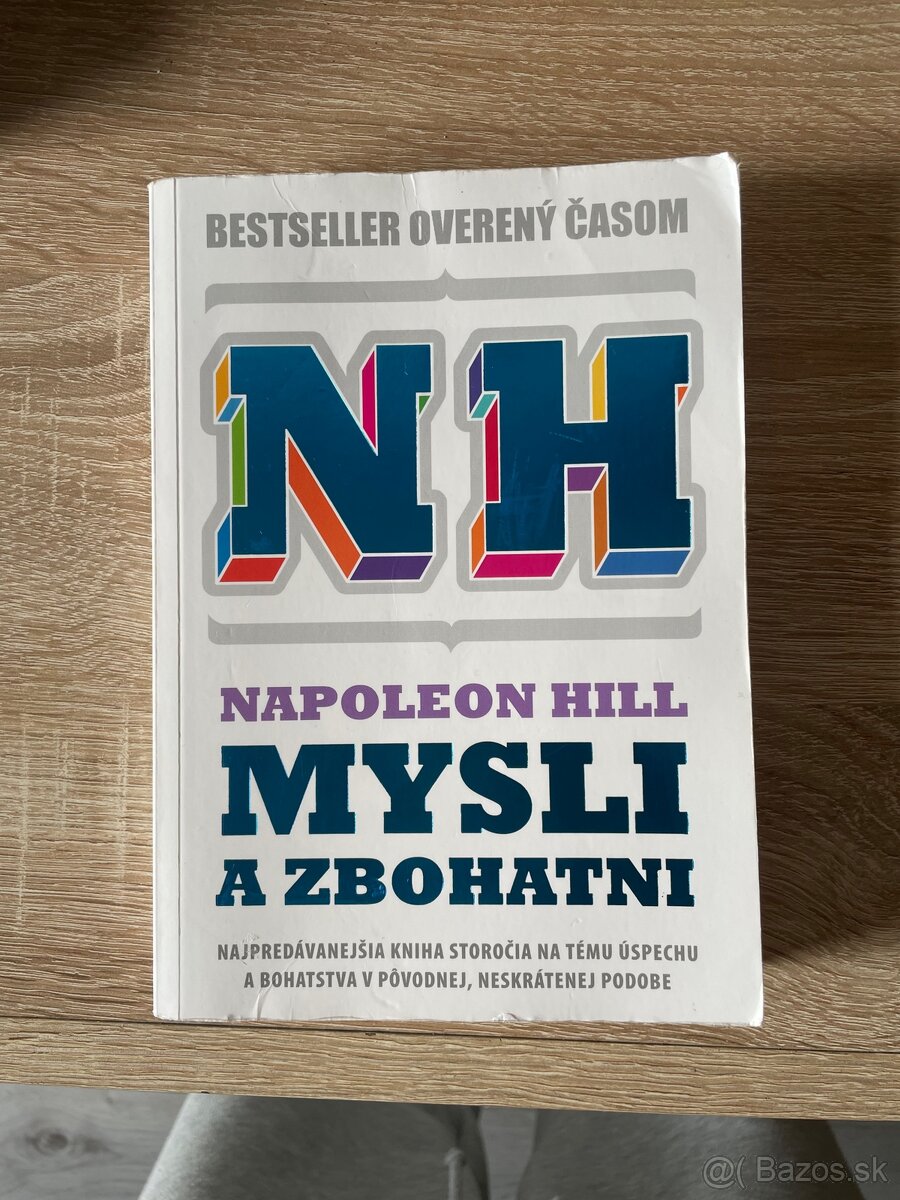 BESTSELLER OVERENÝ ČASOM
NH
NAPOLEON HILL
MYSLI
A ZBOHATNI
NAJPREDÁVANEJŠIA KNIHA STOROČIA NA TÉMU ÚSPECHU
A BOHATSTVA V PÔVODNEJ, NESKRÁTENEJ PODOBE
@( Bazos.sk